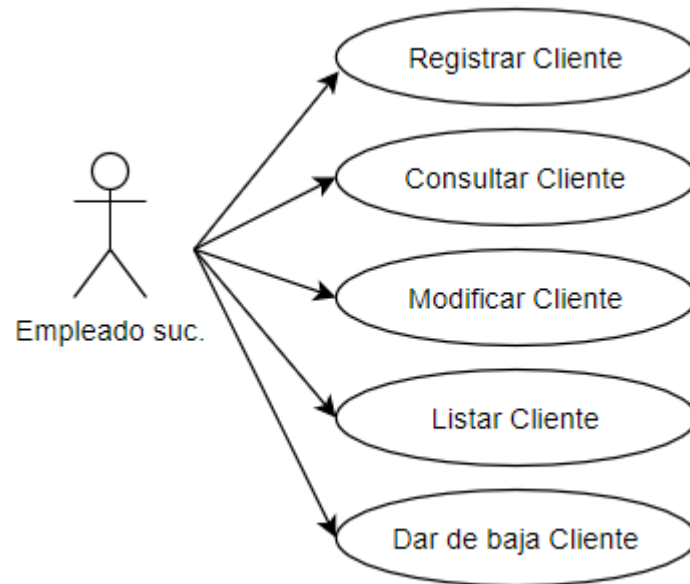 Registrar Cliente
Consultar Cliente
Modificar Cliente
Empleado suc.
Listar Cliente
Dar de baja Cliente